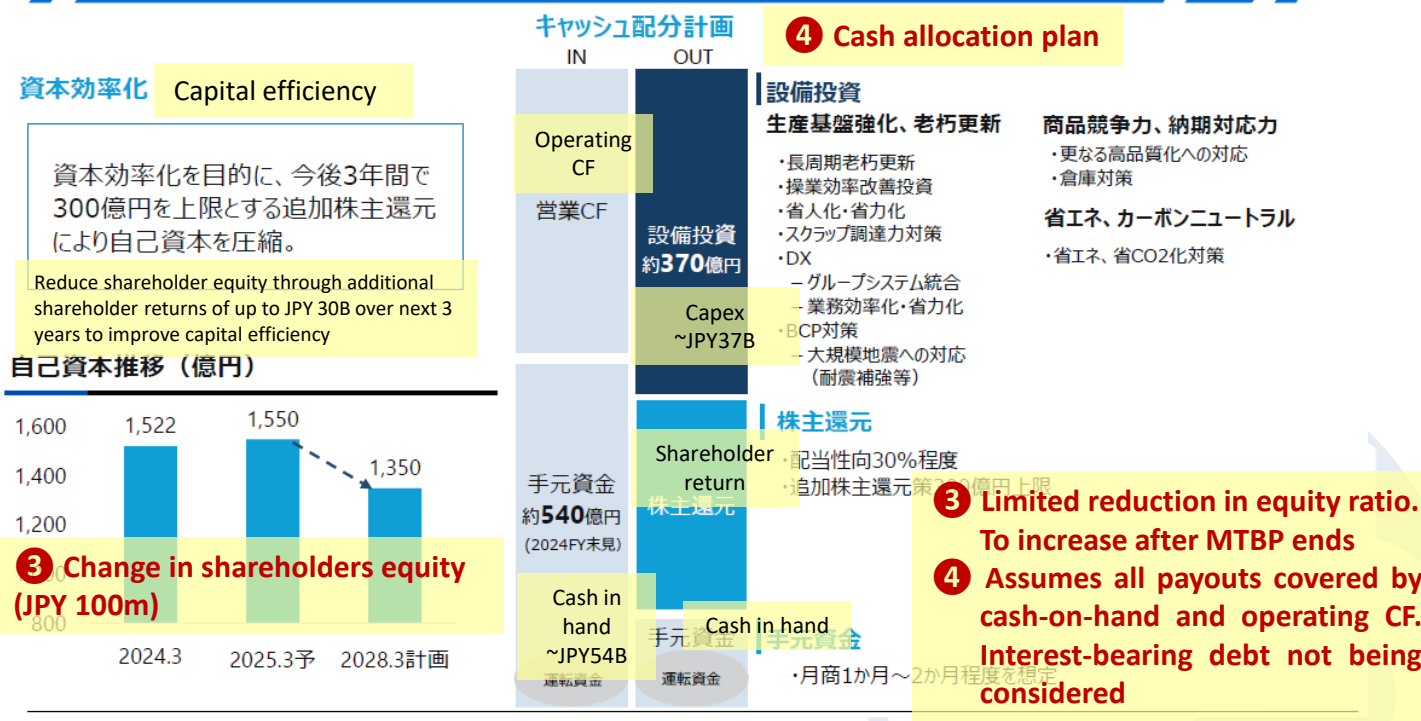 キャッシュ配分計画
❹ Cash allocation plan
IN
OUT
資本効率化
Capital efficiency
資本効率化を目的に、今後3年間で
300億円を上限とする追加株主還元
により自己資本を圧縮。
Reduce shareholder equity through additional
shareholder returns of up to JPY 30B over next 3
years to improve capital efficiency
自己資本推移（億円）
1,600
1,400
1,200
800
1,522
1,550
1,350
❸ Change in shareholders equity
(JPY 100m)
2024.3
2025.3予
2028.3計画
Operating
CF
営業CF
手元資金
約540億円
(2024FY末見)
Cash in
hand
~JPY54B
運転資金
設備投資
約370億円
Capex
~JPY37B
Shareholder
return
株主還元
手元資金
Cash in hand
運転資金
設備投資
生産基盤強化、老朽更新
・長周期老朽更新
・操業効率改善投資
・省人化・省力化
・スクラップ調達力対策
・DX
－グループシステム統合
－業務効率化・省力化
・BCP対策
－大規模地震への対応
（耐震補強等）
商品競争力、納期対応力
・更なる高品質化への対応
・倉庫対策
省エネ、カーボンニュートラル
・省エネ、省CO2化対策
株主還元
・配当性向30%程度
・追加株主還元策300億円上限
手元資金
・月商1か月～2か月程度を想定
❸ Limited reduction in equity ratio.
To increase after MTBP ends
❹ Assumes all payouts covered by
cash-on-hand and operating CF.
Interest-bearing debt not being
considered